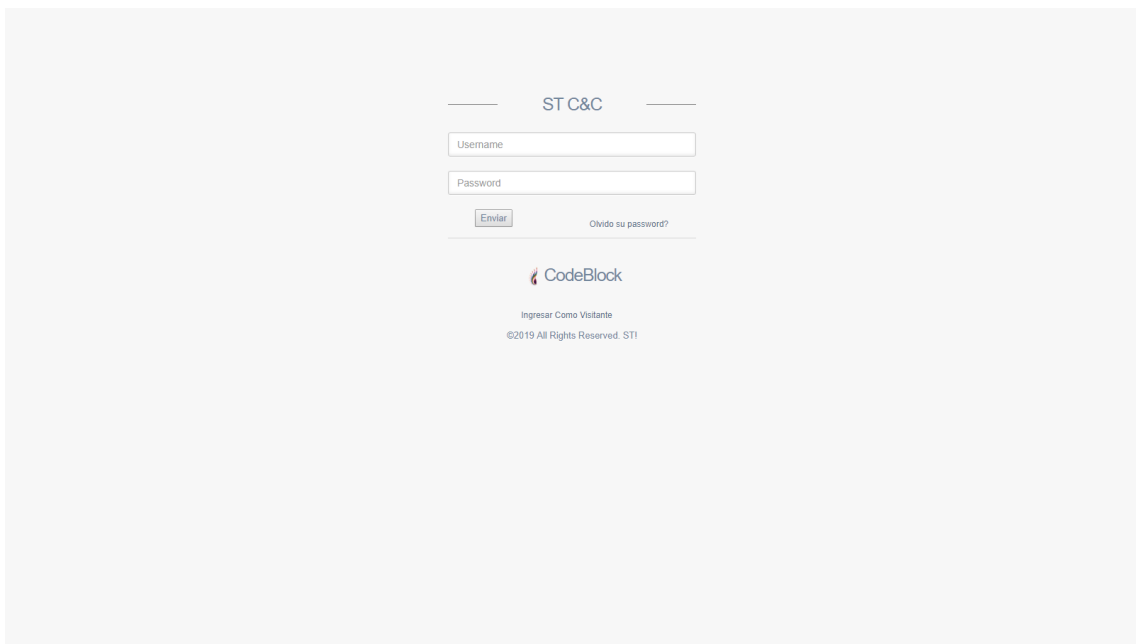 ST C&C
Username
Password
Enviar
Olvido su password?
CodeBlock
Ingresar Como Visitante
©2019 All Rights Reserved. ST!